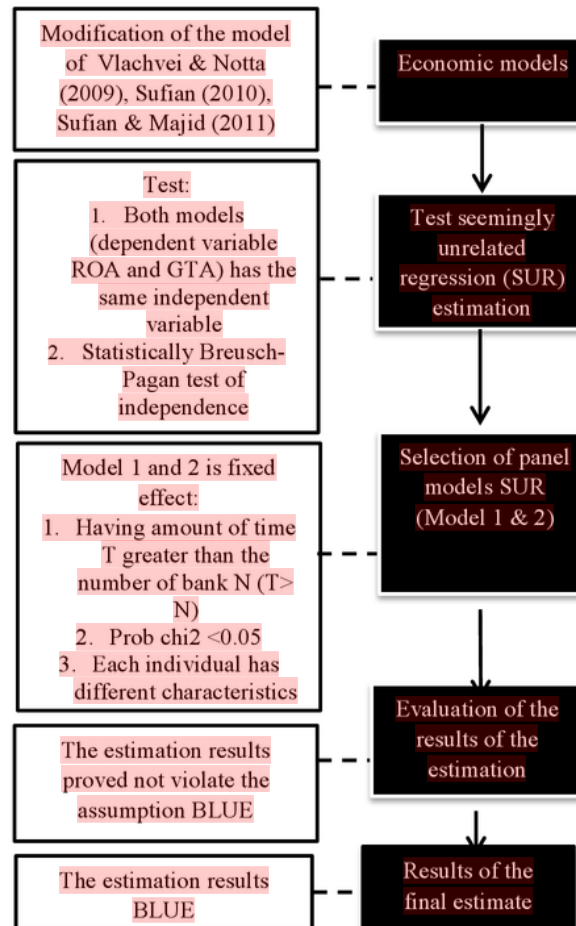 Modification of the model
of Vlachvei & Notta
(2009), Sufian (2010),
Sufian & Majid (2011)
Economic models
Test:
1. Both models
(dependent variable
ROA and GTA) has the
same independent
variable
2. Statistically Breusch-
Pagan test of
independence
Test seemingly
unrelated
regression (SUR)
estimation
Model 1 and 2 is fixed
effect:
1. Having amount of time
T greater than the
number of bank N (T>
N)
2. Prob chi2 <0.05
3. Each individual has
different characteristics
Selection of panel
models SUR
(Model 1 & 2)
The estimation results
proved not violate the
assumption BLUE
Evaluation of the
results of the
estimation
The estimation results
BLUE
Results of the
final estimate